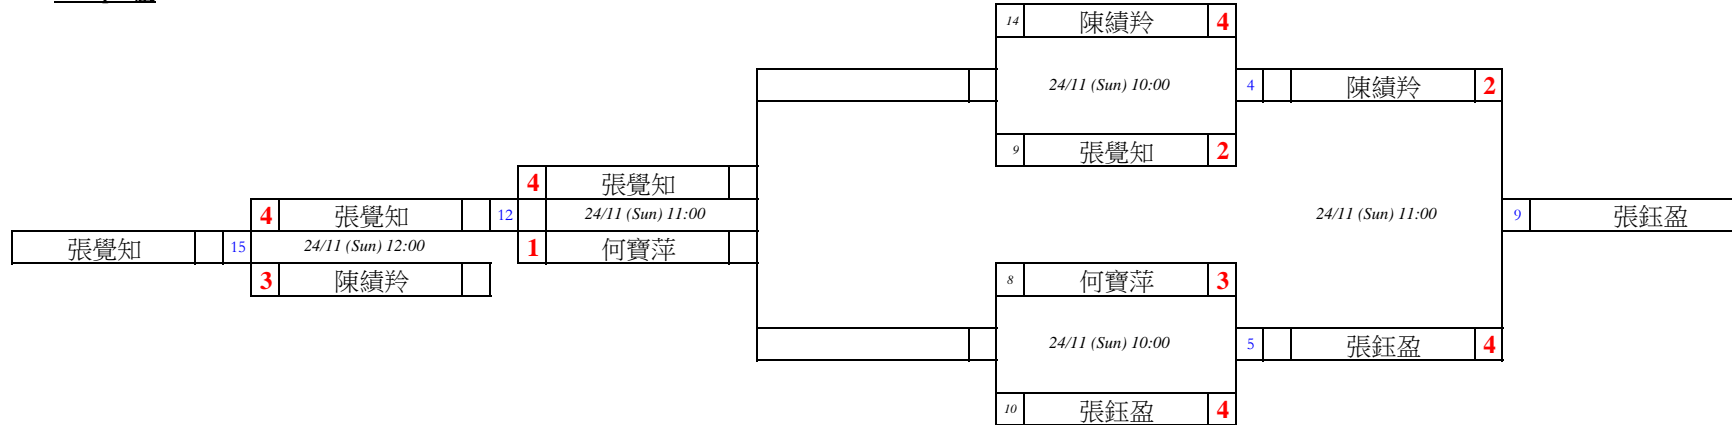 14 陳績羚 4
24/11 (Sun) 10:00
4 陳績羚 2
9 張覺知 2
4 張覺知
4 張覺知 12
24/11 (Sun) 11:00
24/11 (Sun) 11:00
9 張鈺盈
張覺知 15
24/11 (Sun) 12:00
1 何寶萍
3 陳績羚
8 何寶萍 3
24/11 (Sun) 10:00
5 張鈺盈 4
10 張鈺盈 4